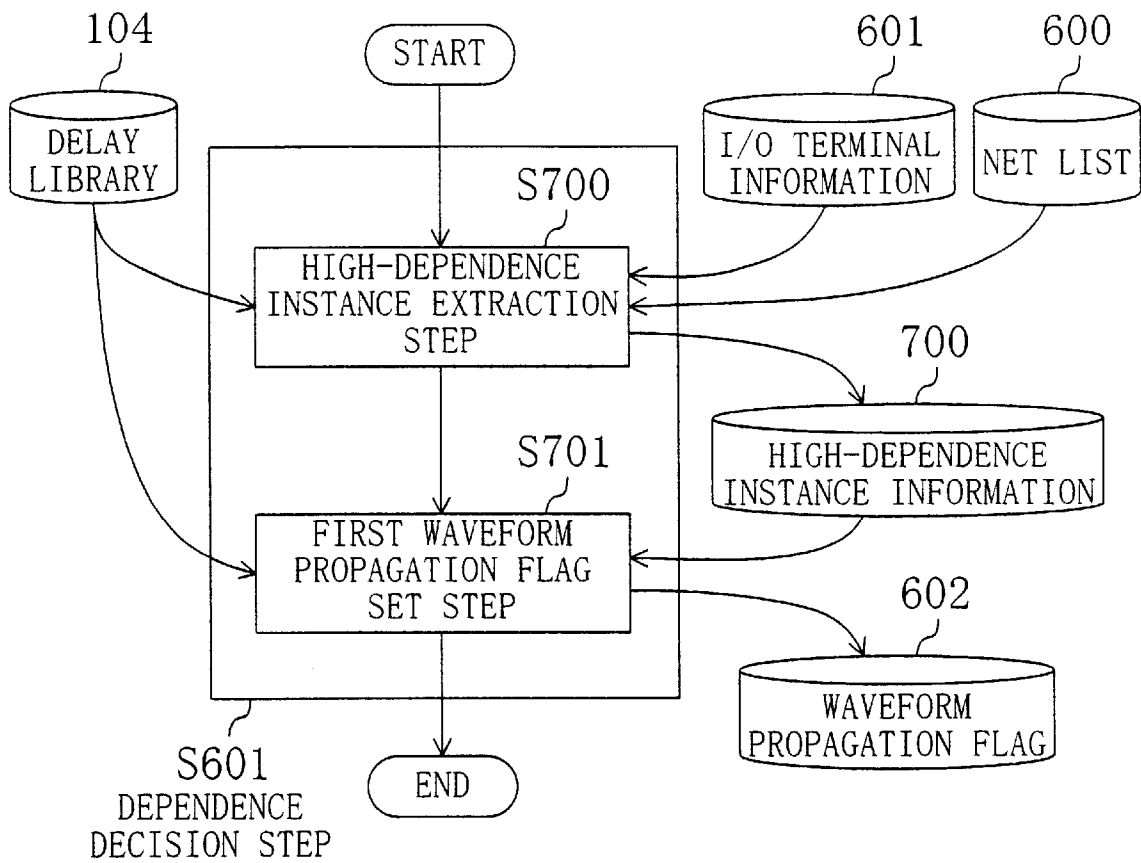 104
START
601
600
DELAY
LIBRARY
I/O TERMINAL
INFORMATION
NET LIST
S700
HIGH-DEPENDENCE
INSTANCE EXTRACTION
STEP
700
HIGH-DEPENDENCE
INSTANCE INFORMATION
S701
FIRST WAVEFORM
PROPAGATION FLAG
SET STEP
602
WAVEFORM
PROPAGATION FLAG
S601
DEPENDENCE
DECISION STEP
END